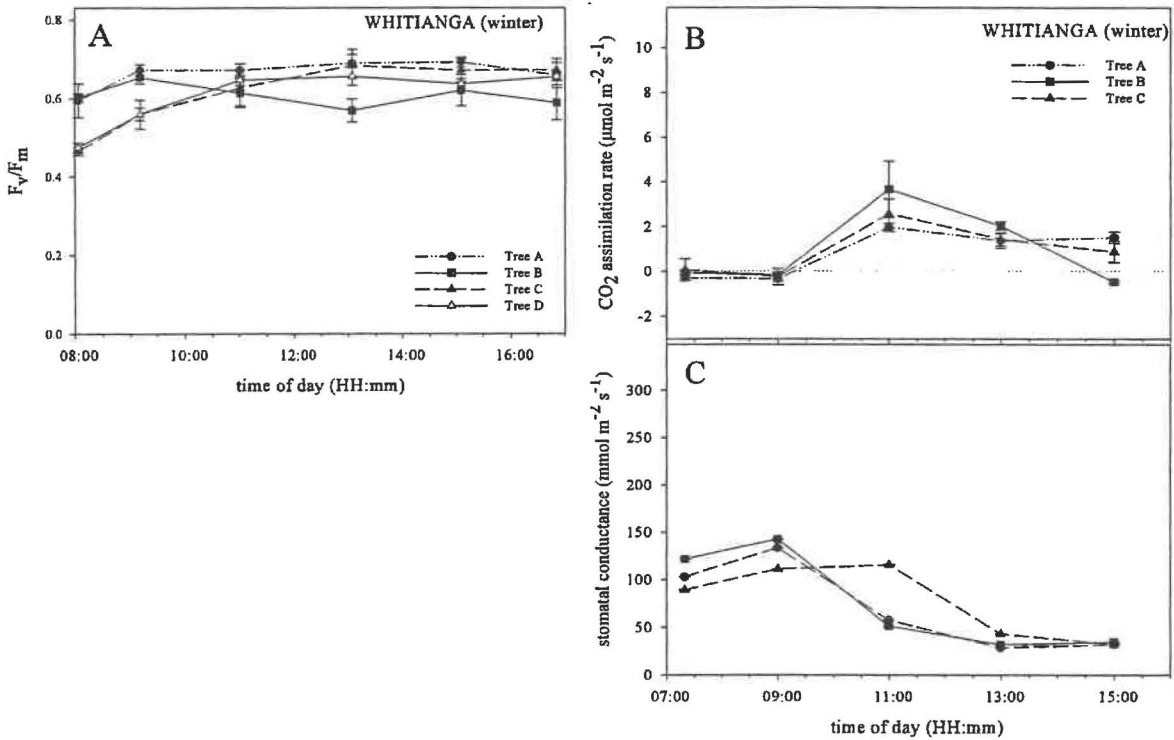 A
WHITIANGA (winter)
0.8
0.6
0.4
0.2
0.0
Fv/Fm
Tree A
Tree B
Tree C
Tree D
08:00 10:00 12:00 14:00 16:00
time of day (HH:mm)
B
WHITIANGA (winter)
Tree A
Tree B
Tree C
10
8
6
4
2
0
-2
CO2 assimilation rate (µmol m-2 s-1)
C
300
250
200
150
100
50
0
stomatal conductance (mmol m-2 s-1)
07:00 09:00 11:00 13:00 15:00
time of day (HH:mm)